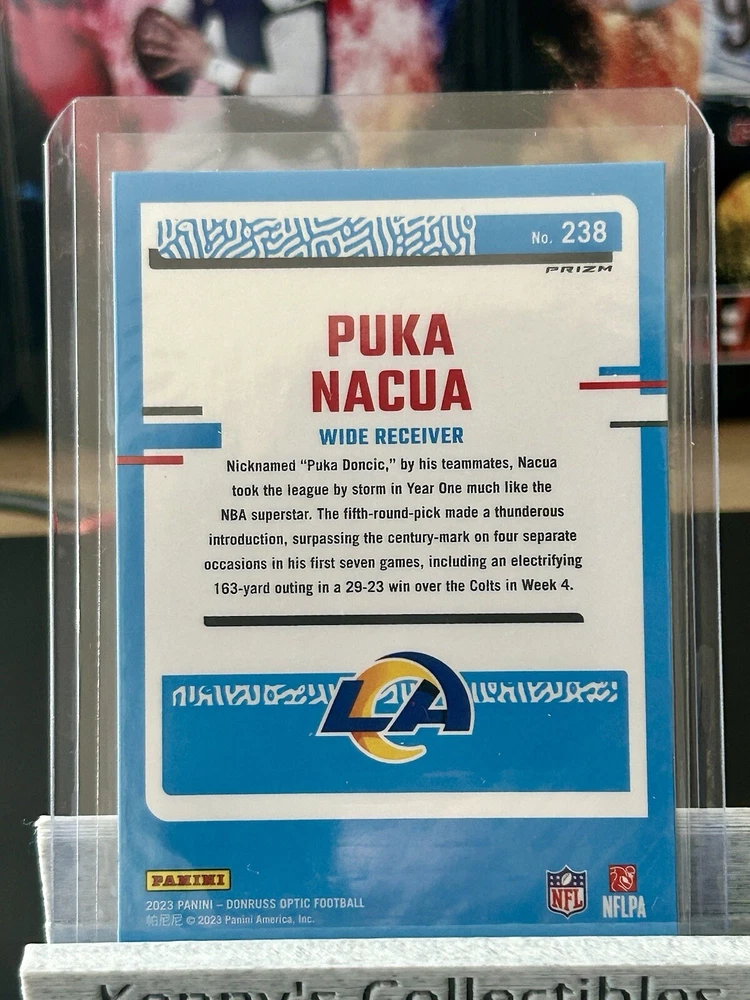 No. 238
PRIZM
PUKA
NACUA
WIDE RECEIVER
Nicknamed “Puka Doncic,” by his teammates, Nacua
took the league by storm in Year One much like the
NBA superstar. The fifth-round-pick made a thunderous
introduction, surpassing the century-mark on four separate
occasions in his first seven games, including an electrifying
163-yard outing in a 29-23 win over the Colts in Week 4.
LA
PANINI
2023 PANINI – DONRUSS OPTIC FOOTBALL
帕尼尼 © 2023 Panini America, Inc.
NFL
NFLPA
Kenny's Collectibles